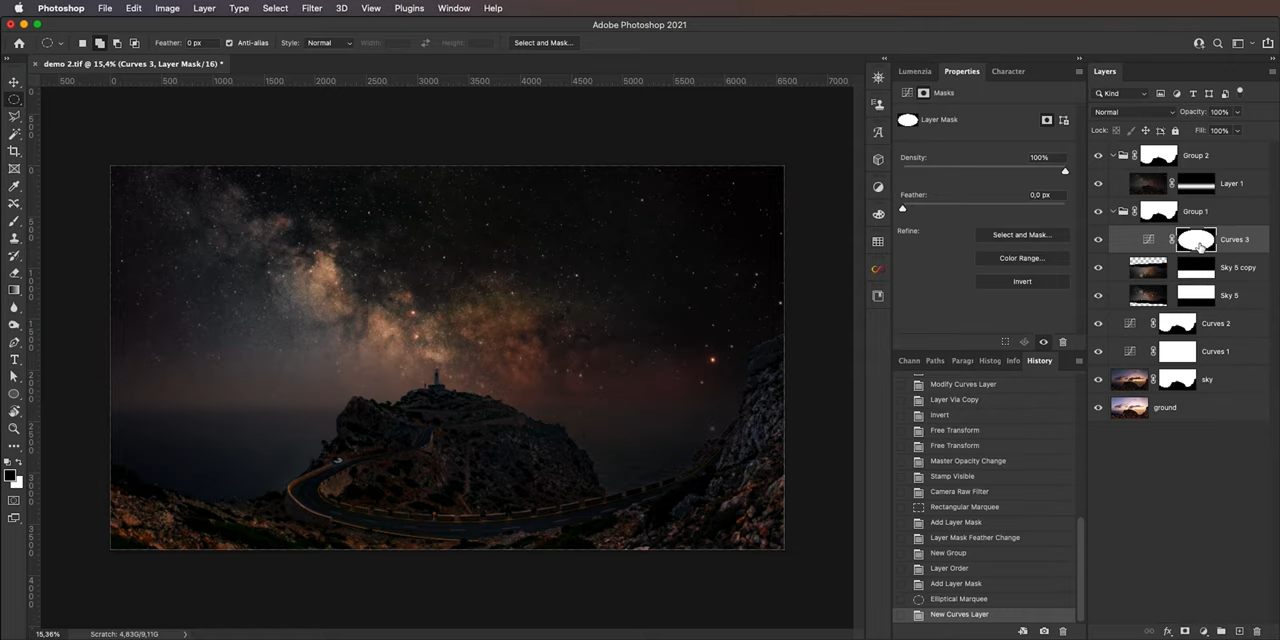 Photoshop File Edit Image Layer Type Select Filter 3D View Plugins Window Help
Adobe Photoshop 2021
Feather: 0 px Anti-alias Style: Normal Width: Height: Select and Mask...
demo 2.tif @ 15,4% (Curves 3, Layer Mask/16) *
500 0 500 1000 1500 2000 2500 3000 3500 4000 4500 5000 5500 6000 6500 7000
Lumenzia Properties Character
Masks
Layer Mask
Density: 100%
Feather: 0,0 px
Refine: Select and Mask...
Color Range...
Invert
Chann Paths Paragi Histog Info History
Modify Curves Layer
Layer Via Copy
Invert
Free Transform
Free Transform
Master Opacity Change
Stamp Visible
Camera Raw Filter
Rectangular Marquee
Add Layer Mask
Layer Mask Feather Change
New Group
Layer Order
Add Layer Mask
Elliptical Marquee
New Curves Layer
Layers
Kind
Normal Opacity: 100%
Lock: Fill: 100%
Group 2
Layer 1
Group 1
Curves 3
Sky 5 copy
Sky 5
Curves 2
Curves 1
sky
ground
15,36% Scratch: 4,83G/9,11G